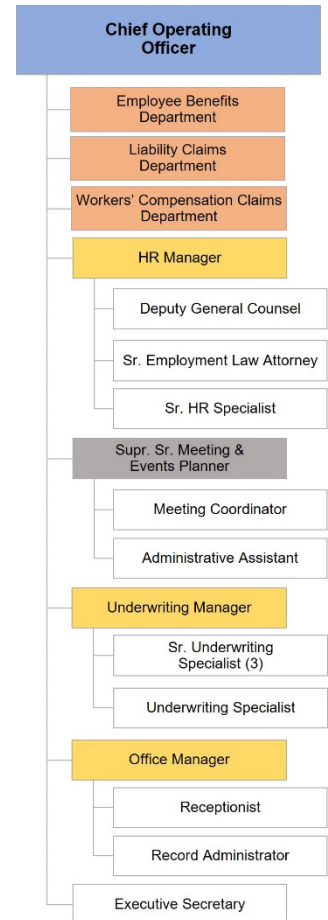 Chief Operating
Officer
Employee Benefits
Department
Liability Claims
Department
Workers' Compensation Claims
Department
HR Manager
Deputy General Counsel
Sr. Employment Law Attorney
Sr. HR Specialist
Supr. Sr. Meeting &
Events Planner
Meeting Coordinator
Administrative Assistant
Underwriting Manager
Sr. Underwriting
Specialist (3)
Underwriting Specialist
Office Manager
Receptionist
Record Administrator
Executive Secretary